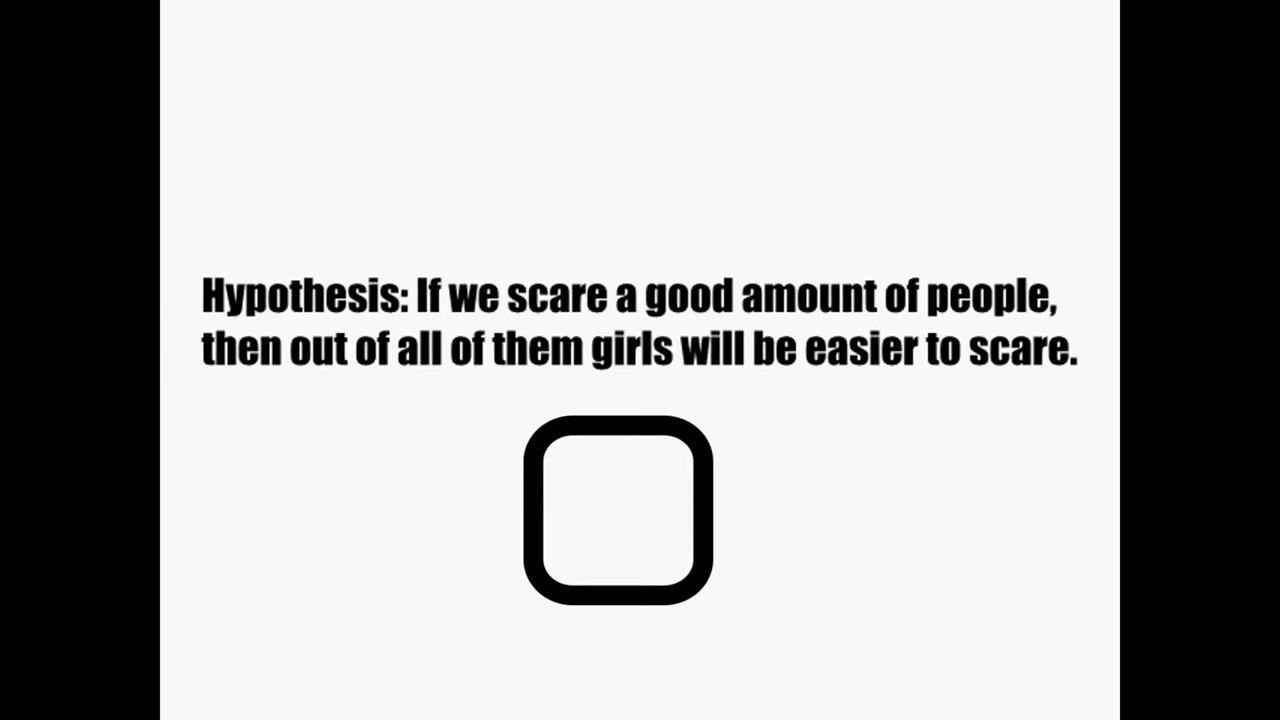 Hypothesis: If we scare a good amount of people,
then out of all of them girls will be easier to scare.